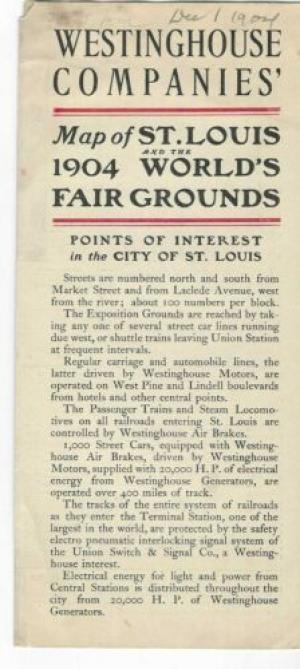 Dec 1 1904
WESTINGHOUSE
COMPANIES'
Map of ST. LOUIS
AND THE
1904 WORLD'S
FAIR GROUNDS
POINTS OF INTEREST
in the CITY OF ST. LOUIS
Streets are numbered north and south from
Market Street and from Laclede Avenue, west
from the river; about 100 numbers per block.
The Exposition Grounds are reached by tak-
ing any one of several street car lines running
due west, or shuttle trains leaving Union Station
at frequent intervals.
Regular carriage and automobile lines, the
latter driven by Westinghouse Motors, are
operated on West Pine and Lindell boulevards
from hotels and other central points.
The Passenger Trains and Steam Locomo-
tives on all railroads entering St. Louis are
controlled by Westinghouse Air Brakes.
1,000 Street Cars, equipped with Westing-
house Air Brakes, driven by Westinghouse
Motors, supplied with 20,000 H. P. of electrical
energy from Westinghouse Generators, are
operated over 400 miles of track.
The tracks of the entire system of railroads
as they enter the Terminal Station, one of the
largest in the world, are protected by the safety
electro pneumatic interlocking signal system of
the Union Switch & Signal Co., a Westing-
house interest.
Electrical energy for light and power from
Central Stations is distributed throughout the
city from 20,000 H. P. of Westinghouse
Generators.